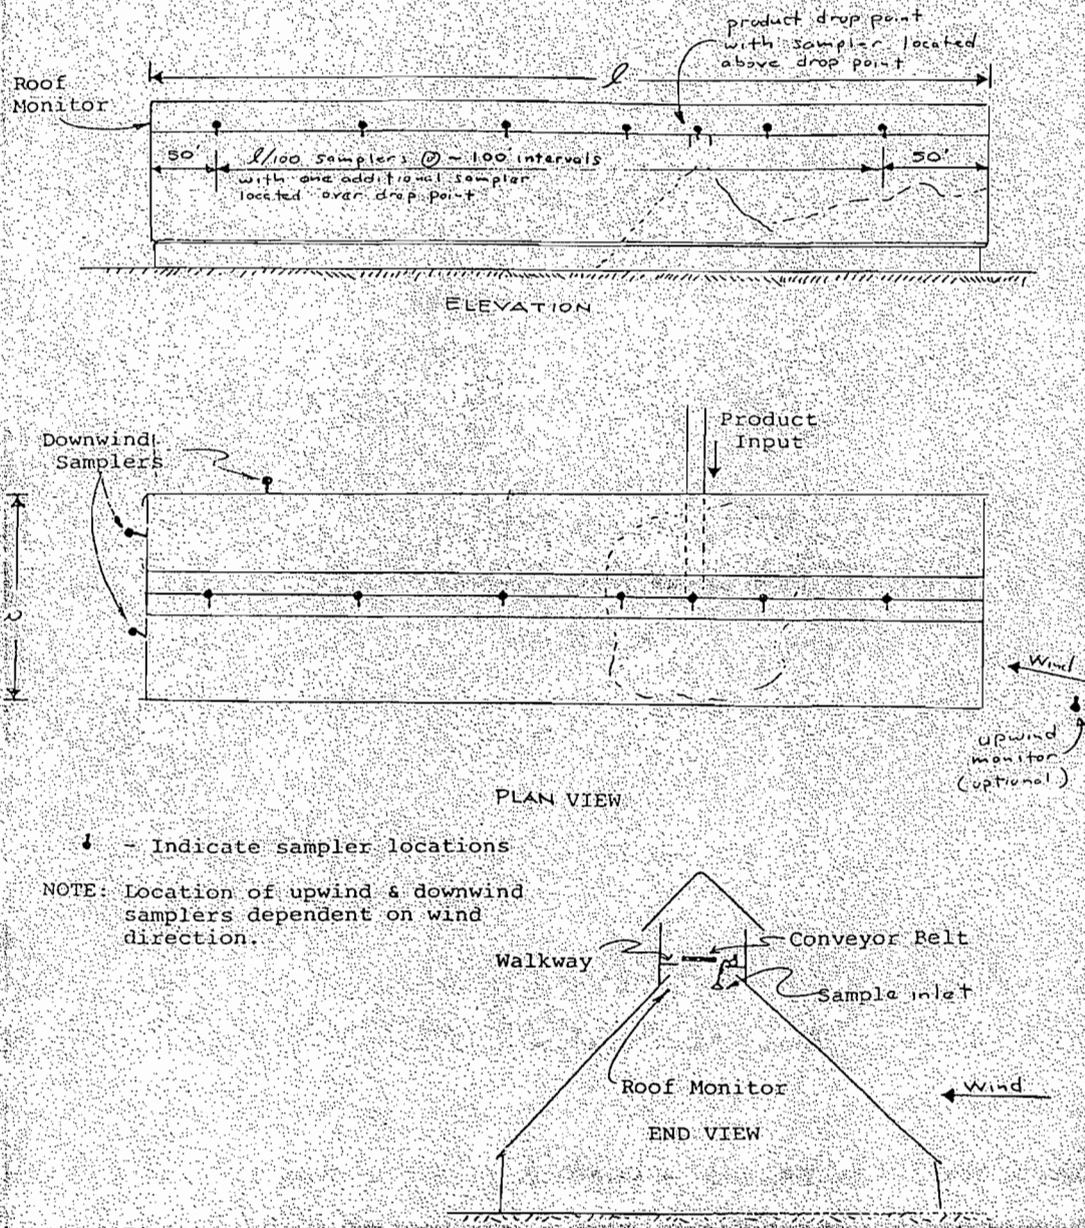 product drop point
with sampler located
above drop point
ℓ
Roof
Monitor
50'
ℓ/100 samplers @ ~ 100' intervals
with one additional sampler
located over drop point
50'
ELEVATION
Downwind
Samplers
Product
Input
Wind
upwind
monitor
(optional)
PLAN VIEW
- Indicate sampler locations
NOTE: Location of upwind & downwind
samplers dependent on wind
direction.
Conveyor Belt
Walkway
Sample inlet
Roof Monitor
Wind
END VIEW